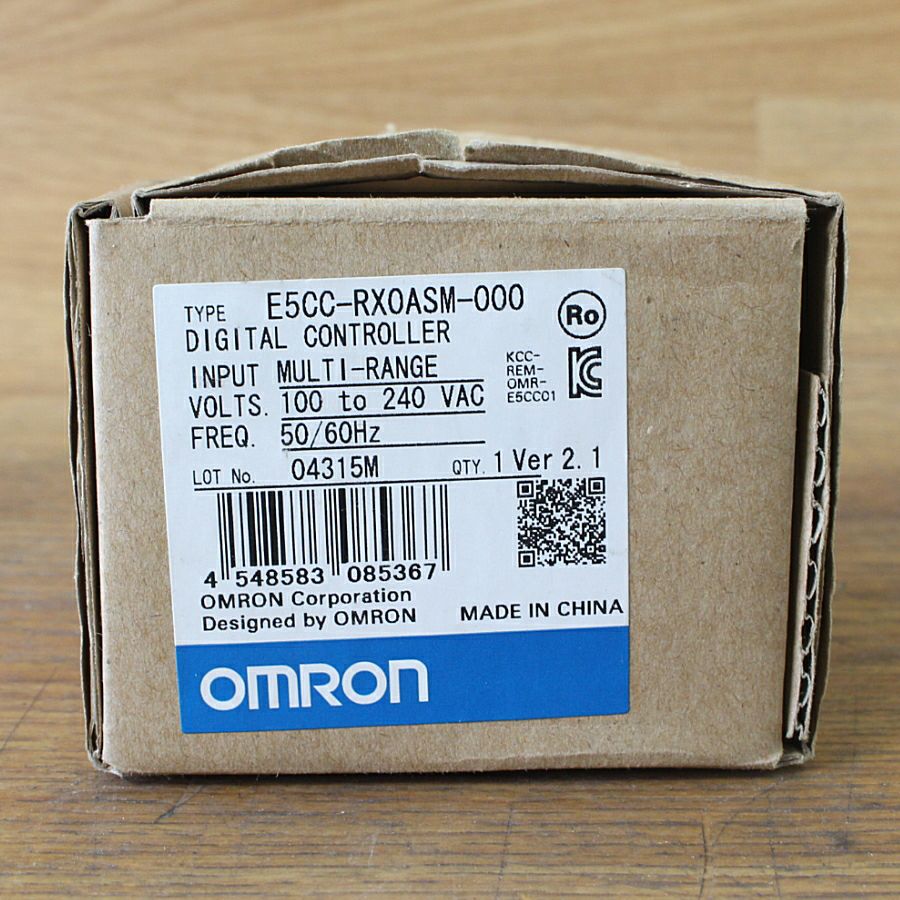 TYPE E5CC-RX0ASM-000
DIGITAL CONTROLLER
Ro
INPUT MULTI-RANGE
VOLTS. 100 to 240 VAC
FREQ. 50/60Hz
KCC-
REM-
OMR-
E5CC01
LOT No. 04315M QTY. 1 Ver 2.1
4 548583 085367
OMRON Corporation
Designed by OMRON MADE IN CHINA
OMRON